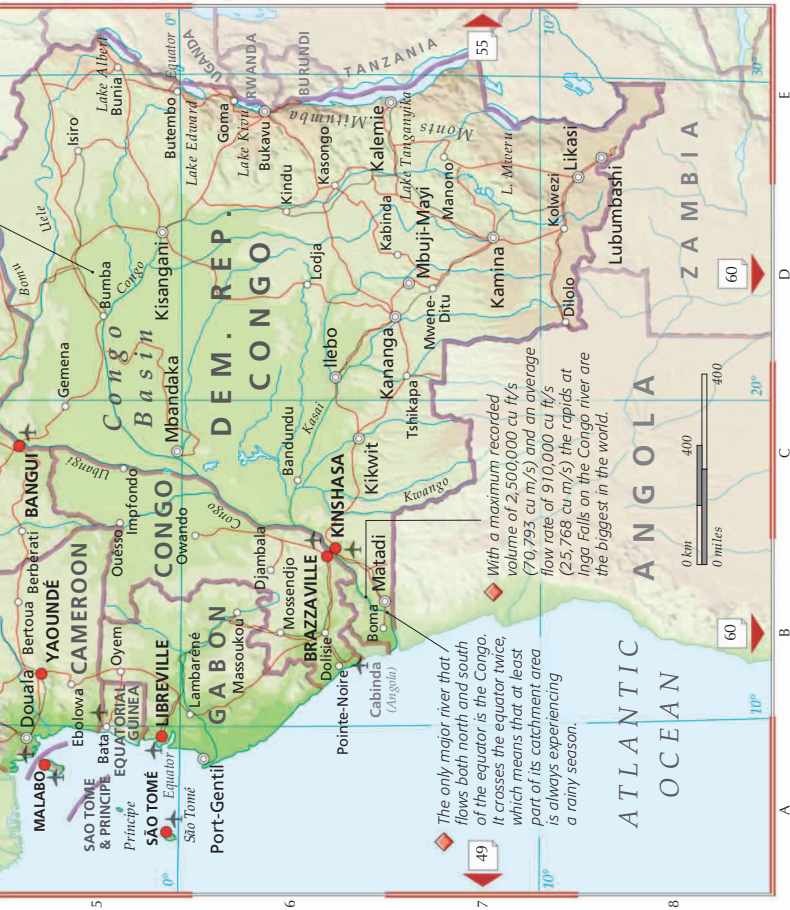 5
6
7
8
A
B
C
D
E
0°
10°
20°
30°
0°
10°
10°
55
60
60
49
MALABO
Douala
YAOUNDÉ
Bertoua
Berberati
BANGUI
CAMEROON
Ebolowa
SAO TOME
& PRINCIPE
Príncipe
SÃO TOMÉ
São Tomé
Equator
Bata
EQUATORIAL
GUINEA
Oyem
LIBREVILLE
Port-Gentil
Lambaréné
GABON
Massoukou
Ouesso
Impfondo
CONGO
Owando
Congo
Djambala
Mossendjo
BRAZZAVILLE
Dolisie
Pointe-Noire
Cabinda
(Angola)
Boma
Matadi
KINSHASA
Ubangi
Gemena
Congo
Basin
Mbandaka
Bomu
Uele
Bumba
Congo
Kisangani
Isiro
Lake Albert
Bunia
Butembo
Equator
Lake Edward
UGANDA
Goma
RWANDA
Lake Kivu
Bukavu
BURUNDI
TANZANIA
DEM. REP.
CONGO
Bandundu
Kasai
Kikwit
Kwango
Lodja
Ilebo
Kindu
Kasongo
Mitumba
Monts
Kalemie
Lake Tanganyika
Kabinda
Mbuji-Mayi
Manono
Kananga
Tshikapa
Mwene-
Ditu
Kamina
L. Mweru
Kolwezi
Likasi
Dilolo
Lubumbashi
ZAMBIA
ANGOLA
ATLANTIC
OCEAN
The only major river that
flows both north and south
of the equator is the Congo.
It crosses the equator twice,
which means that at least
part of its catchment area
is always experiencing
a rainy season.
With a maximum recorded
volume of 2,500,000 cu ft/s
(70,793 cu m/s) and an average
flow rate of 910,000 cu ft/s
(25,768 cu m/s) the rapids at
Inga Falls on the Congo river are
the biggest in the world.
0 km
400
0 miles
400